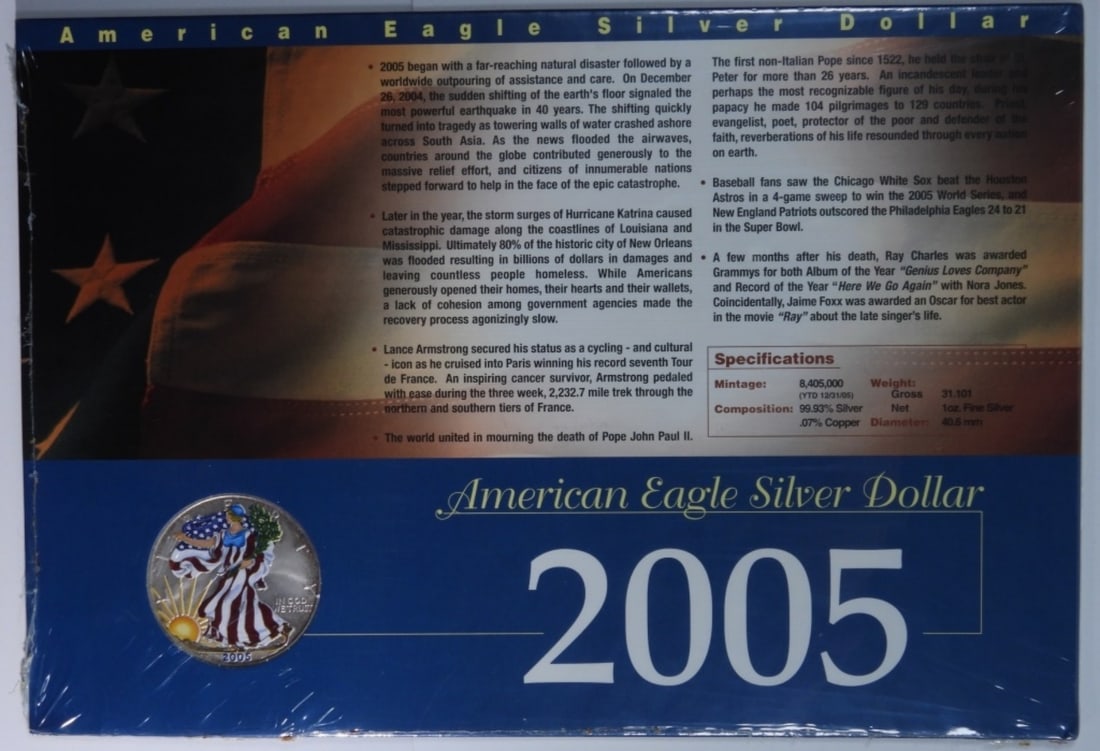 American Eagle Silver Dollar
• 2005 began with a far-reaching natural disaster followed by a
worldwide outpouring of assistance and care. On December
26, 2004, the sudden shifting of the earth's floor signaled the
most powerful earthquake in 40 years. The shifting quickly
turned into tragedy as towering walls of water crashed ashore
across South Asia. As the news flooded the airwaves,
countries around the globe contributed generously to the
massive relief effort, and citizens of innumerable nations
stepped forward to help in the face of the epic catastrophe.
• Later in the year, the storm surges of Hurricane Katrina caused
catastrophic damage along the coastlines of Louisiana and
Mississippi. Ultimately 80% of the historic city of New Orleans
was flooded resulting in billions of dollars in damages and
leaving countless people homeless. While Americans
generously opened their homes, their hearts and their wallets,
a lack of cohesion among government agencies made the
recovery process agonizingly slow.
• Lance Armstrong secured his status as a cycling - and cultural
- icon as he cruised into Paris winning his record seventh Tour
de France. An inspiring cancer survivor, Armstrong pedaled
with ease during the three week, 2,232.7 mile trek through the
northern and southern tiers of France.
• The world united in mourning the death of Pope John Paul II.
The first non-Italian Pope since 1522, he held the chair of St.
Peter for more than 26 years. An incandescent leader and
perhaps the most recognizable figure of his day, during his
papacy he made 104 pilgrimages to 129 countries. Priest,
evangelist, poet, protector of the poor and defender of the
faith, reverberations of his life resounded through every nation
on earth.
• Baseball fans saw the Chicago White Sox beat the Houston
Astros in a 4-game sweep to win the 2005 World Series, and
New England Patriots outscored the Philadelphia Eagles 24 to 21
in the Super Bowl.
• A few months after his death, Ray Charles was awarded
Grammys for both Album of the Year "Genius Loves Company"
and Record of the Year "Here We Go Again" with Nora Jones.
Coincidentally, Jaime Foxx was awarded an Oscar for best actor
in the movie "Ray" about the late singer's life.
Specifications
Mintage: 8,405,000 Weight:
(YTD 12/31/05) Gross 31.101
Composition: 99.93% Silver Net 1oz. Fine Silver
.07% Copper Diameter: 40.6 mm
American Eagle Silver Dollar
2005
IN GOD
WE TRUST
2005